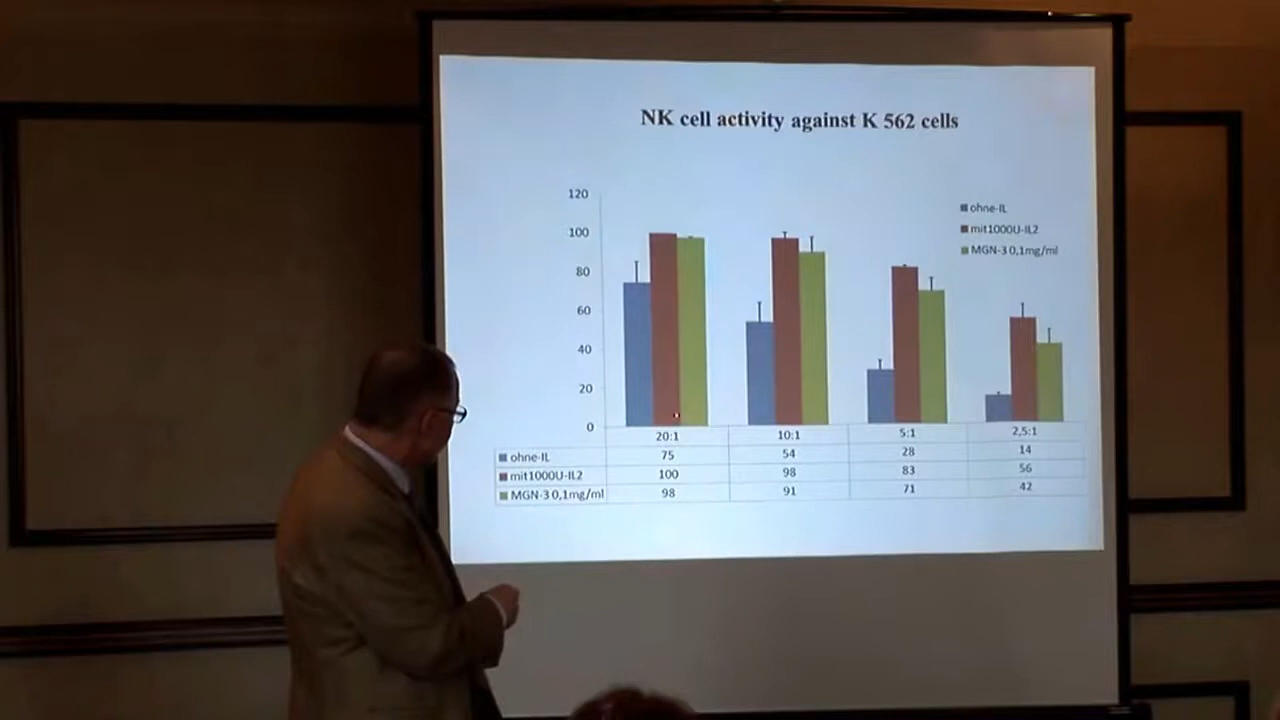 NK cell activity against K 562 cells
120
100
80
60
40
20
0
ohne-IL
mit1000U-IL2
MGN-3 0,1mg/ml
20:1 10:1 5:1 2,5:1
ohne-IL 75 54 28 14
mit1000U-IL2 100 98 83 56
MGN-3 0,1mg/ml 98 91 71 42